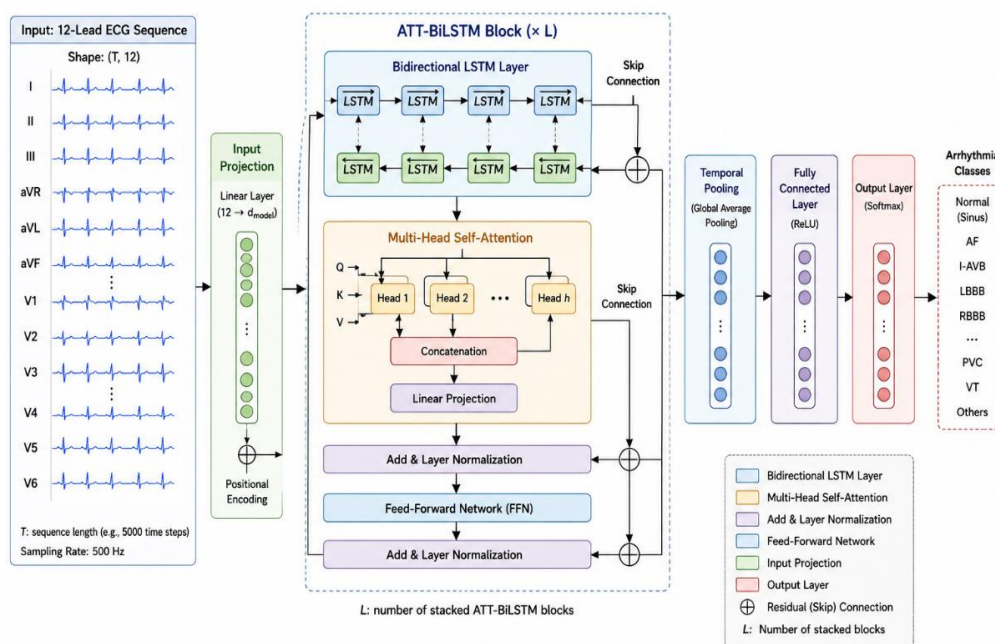 Input: 12-Lead ECG Sequence
Shape: (T, 12)
I
II
III
aVR
aVL
aVF
V1
V2
V3
V4
V5
V6
T: sequence length (e.g., 5000 time steps)
Sampling Rate: 500 Hz
Input
Projection
Linear Layer
(12 → d_model)
Positional
Encoding
ATT-BiLSTM Block (× L)
Bidirectional LSTM Layer
LSTM LSTM LSTM LSTM
LSTM LSTM LSTM LSTM
Skip
Connection
Multi-Head Self-Attention
Q
K
V
Head 1 Head 2 ••• Head h
Concatenation
Linear Projection
Skip
Connection
Add & Layer Normalization
Feed-Forward Network (FFN)
Add & Layer Normalization
L: number of stacked ATT-BiLSTM blocks
Temporal
Pooling
(Global Average
Pooling)
Fully
Connected
Layer
(ReLU)
Output Layer
(Softmax)
Arrhythmia
Classes
Normal
(Sinus)
AF
I-AVB
LBBB
RBBB
...
PVC
VT
Others
Bidirectional LSTM Layer
Multi-Head Self-Attention
Add & Layer Normalization
Feed-Forward Network
Input Projection
Output Layer
Residual (Skip) Connection
L: Number of stacked blocks